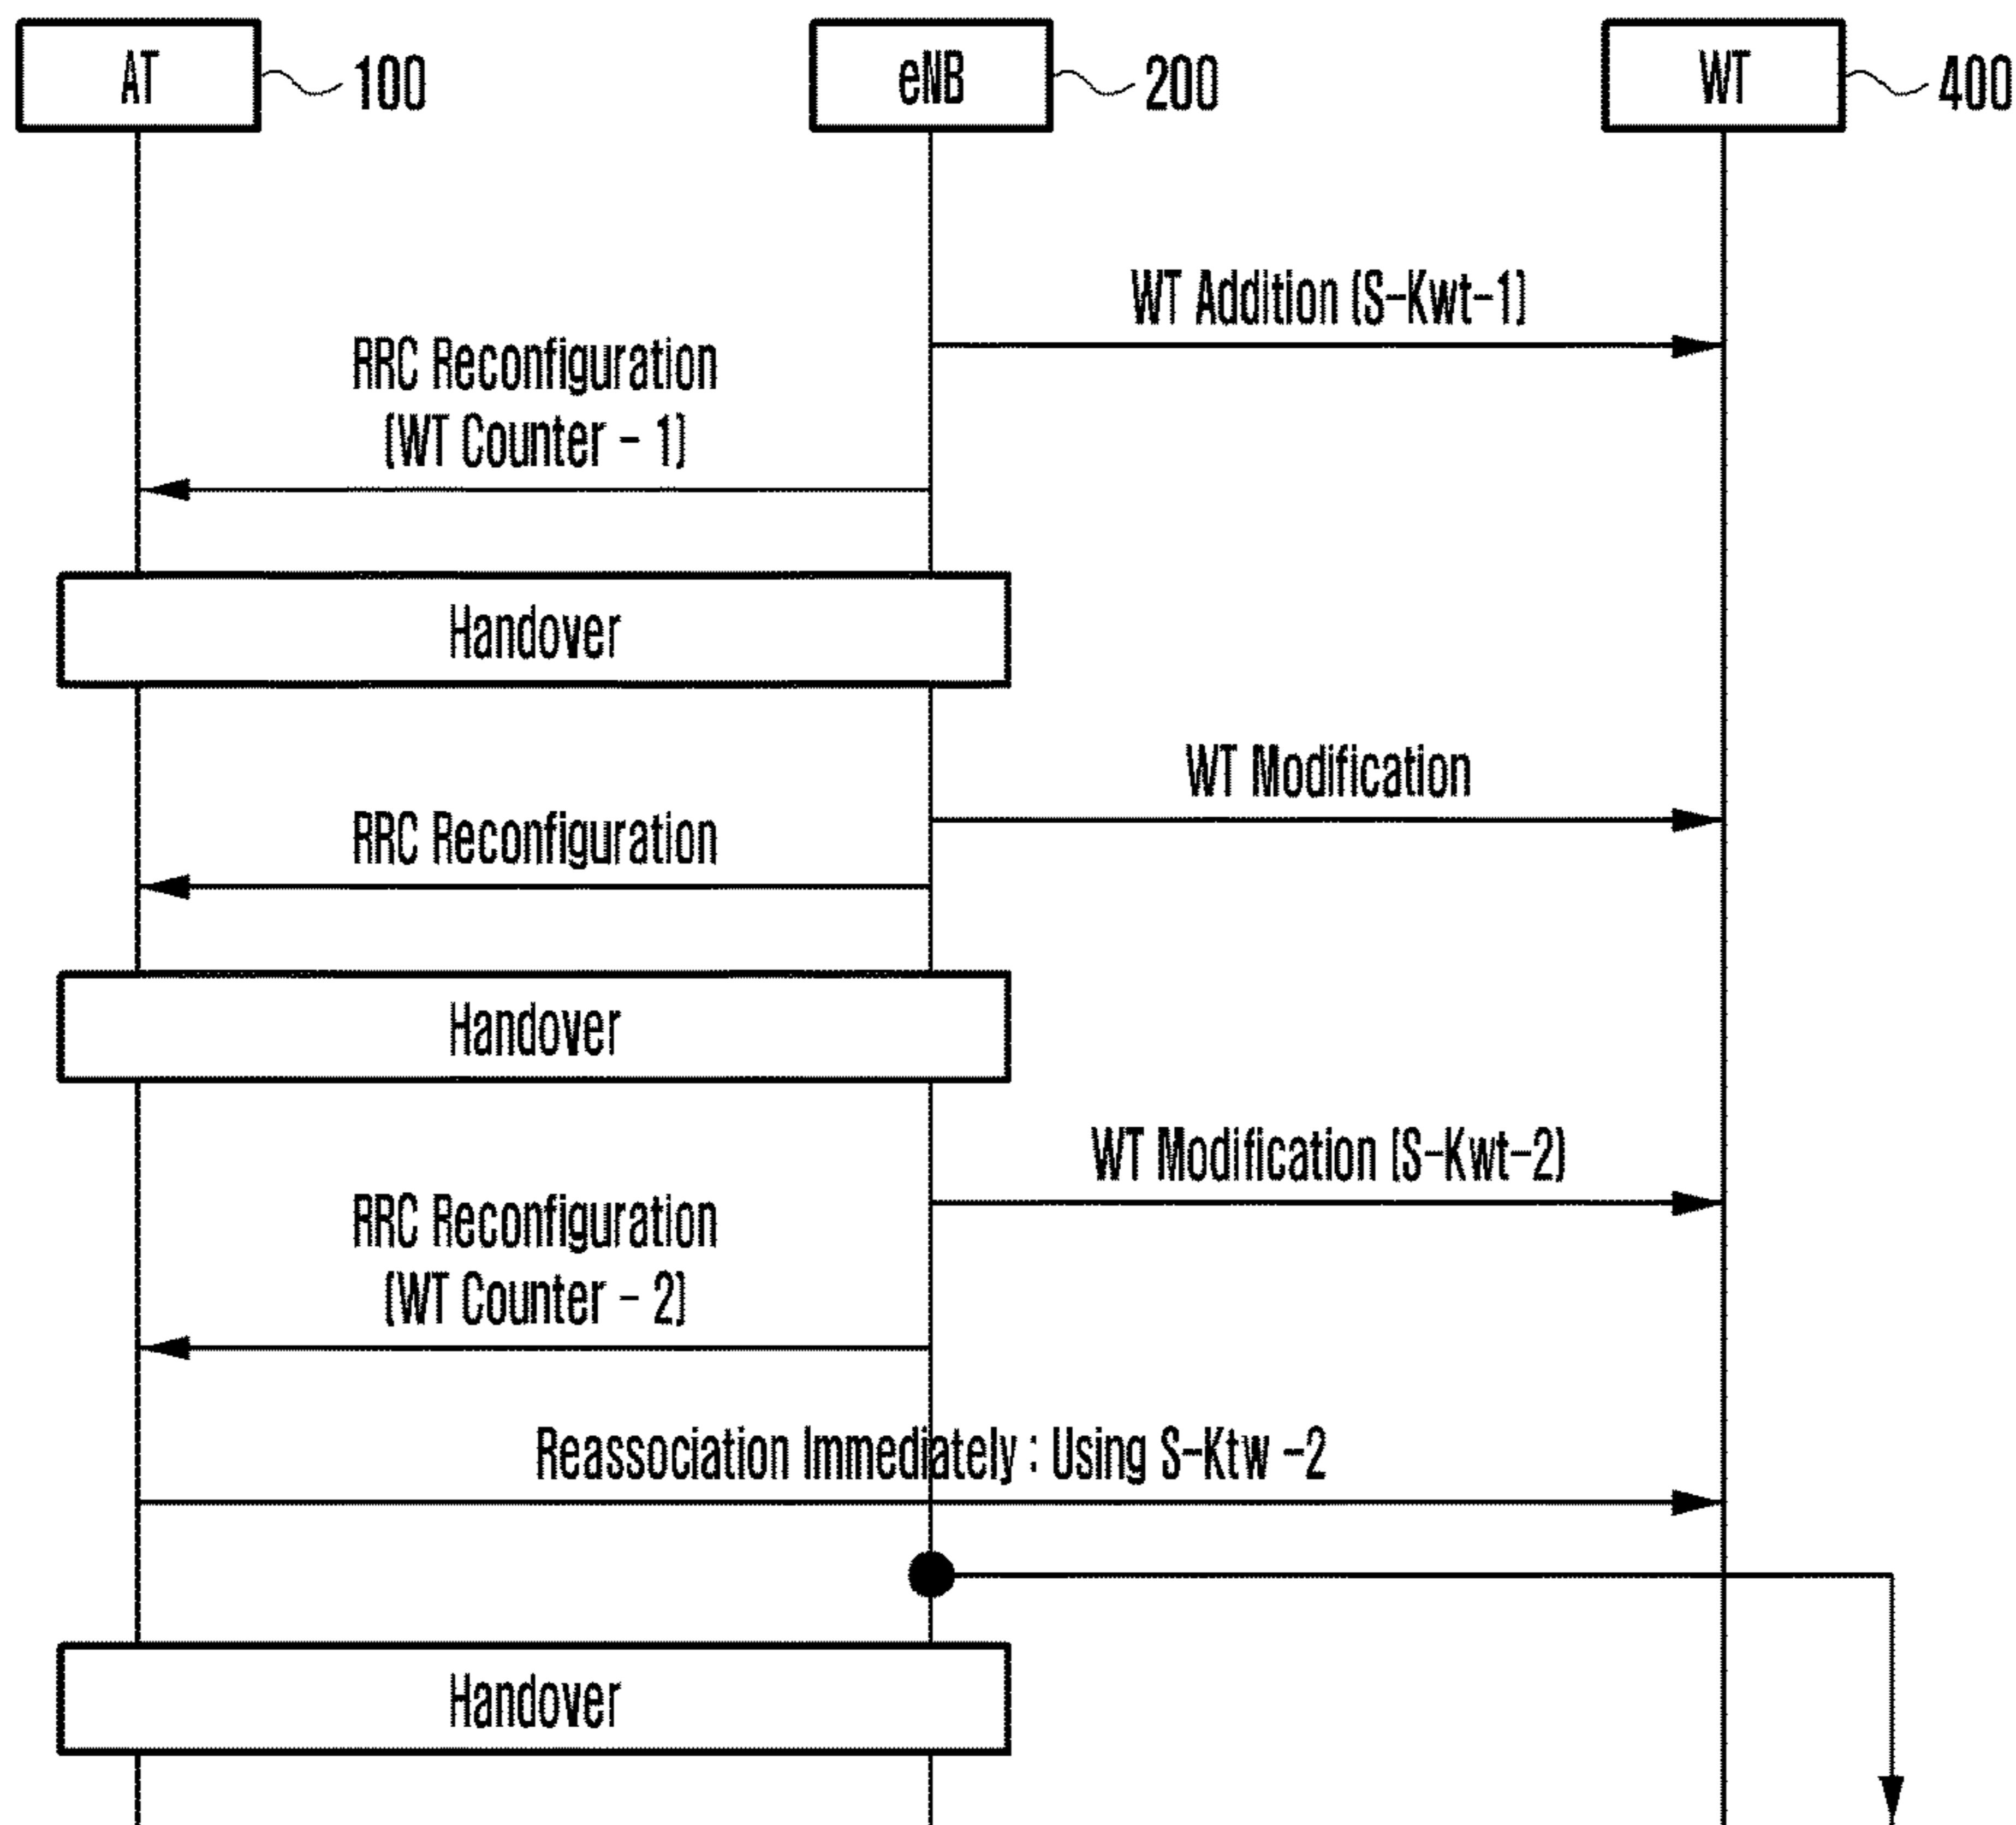 AT 100 eNB 200 WT 400
WT Addition (S-Kwt-1)
RRC Reconfiguration
(WT Counter - 1)
Handover
WT Modification
RRC Reconfiguration
Handover
WT Modification (S-Kwt-2)
RRC Reconfiguration
(WT Counter - 2)
Reassociation Immediately : Using S-Ktw -2
Handover